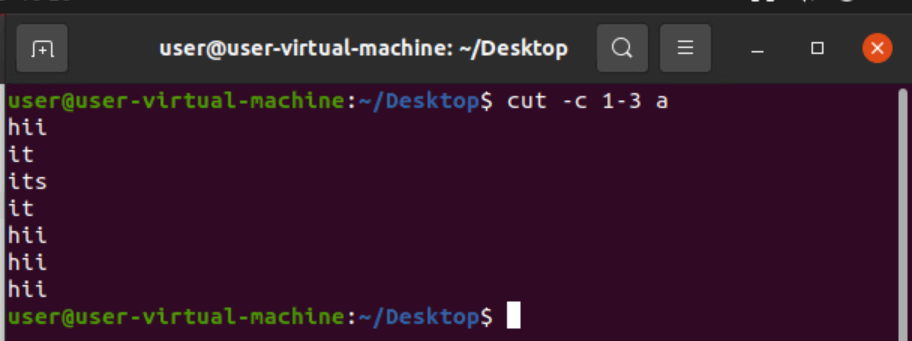 user@user-virtual-machine: ~/Desktop
user@user-virtual-machine:~/Desktop$ cut -c 1-3 a
hii
it
its
it
hii
hii
hii
user@user-virtual-machine:~/Desktop$